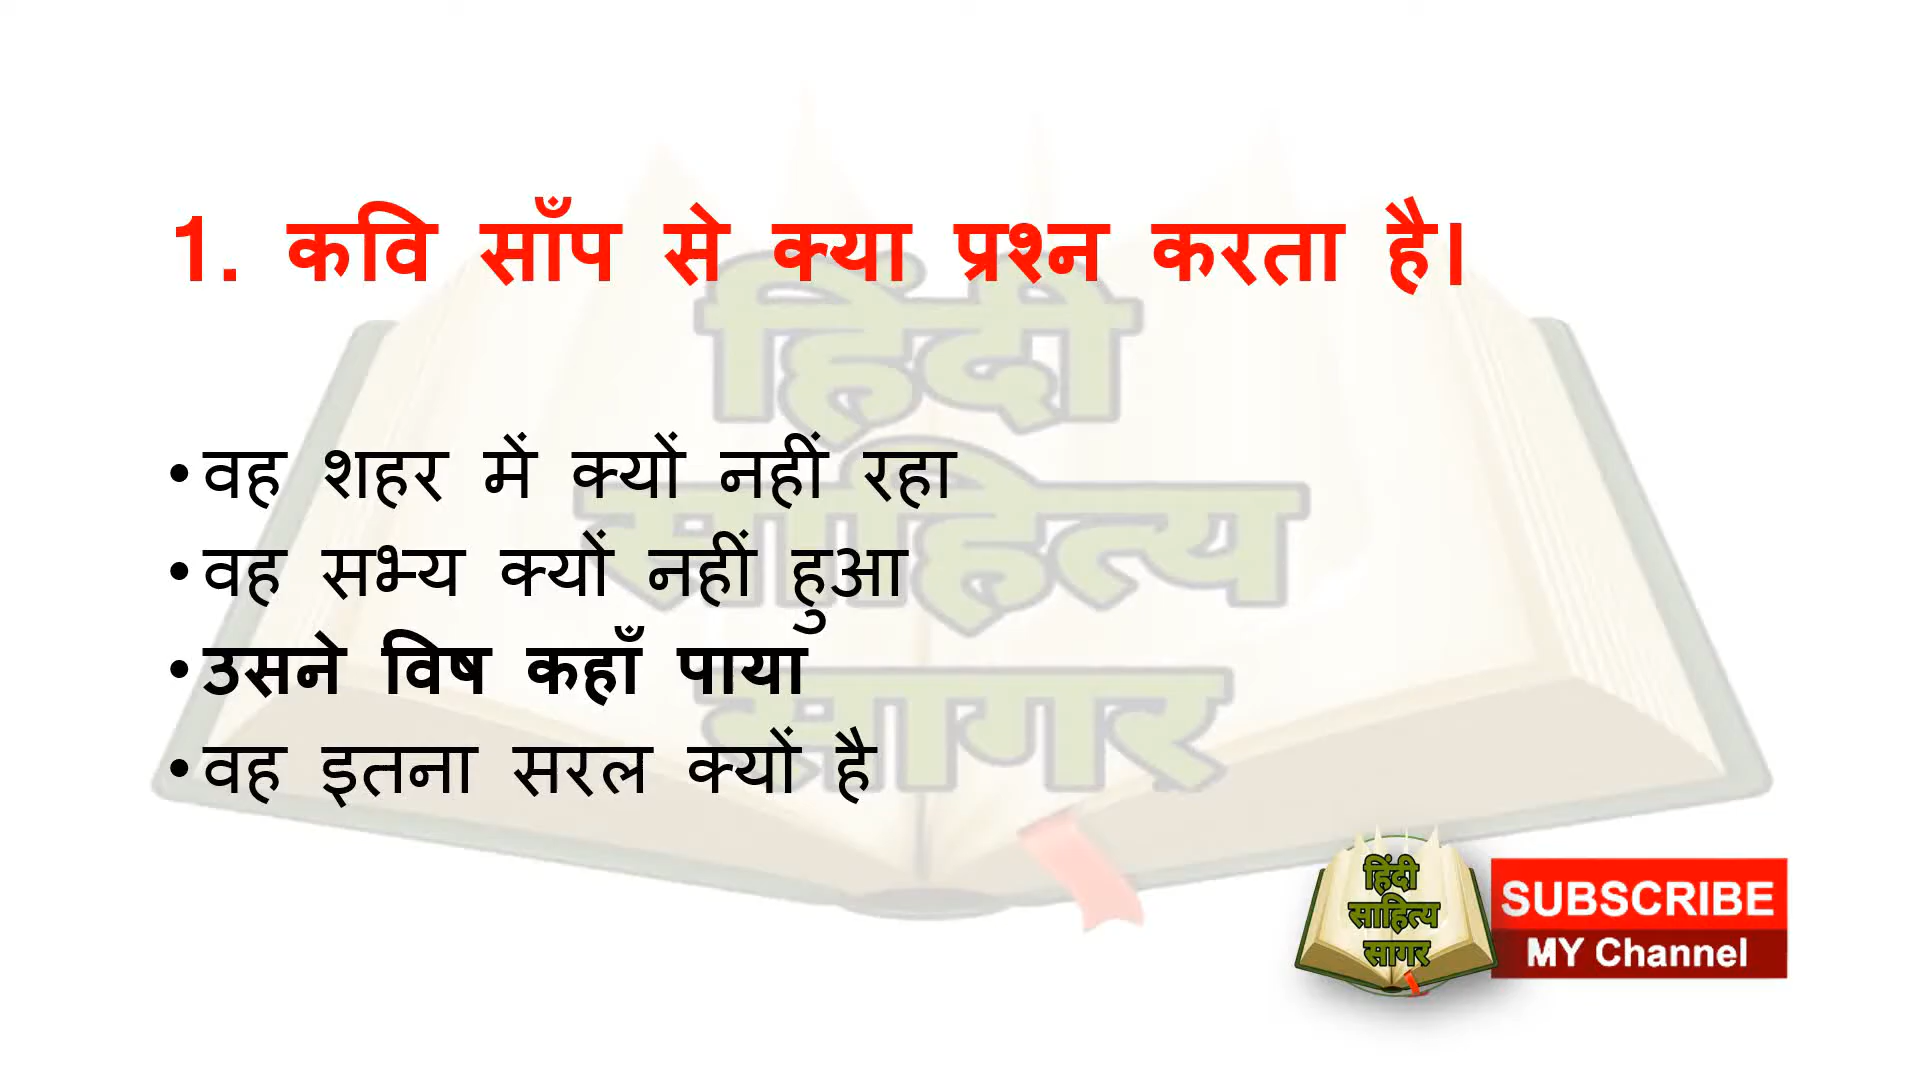 1. कवि साँप से क्या प्रश्न करता है।
हिंदी
साहित्य
सागर
• वह शहर में क्यों नहीं रहा
• वह सभ्य क्यों नहीं हुआ
• उसने विष कहाँ पाया
• वह इतना सरल क्यों है
हिंदी
साहित्य
सागर
SUBSCRIBE
MY Channel